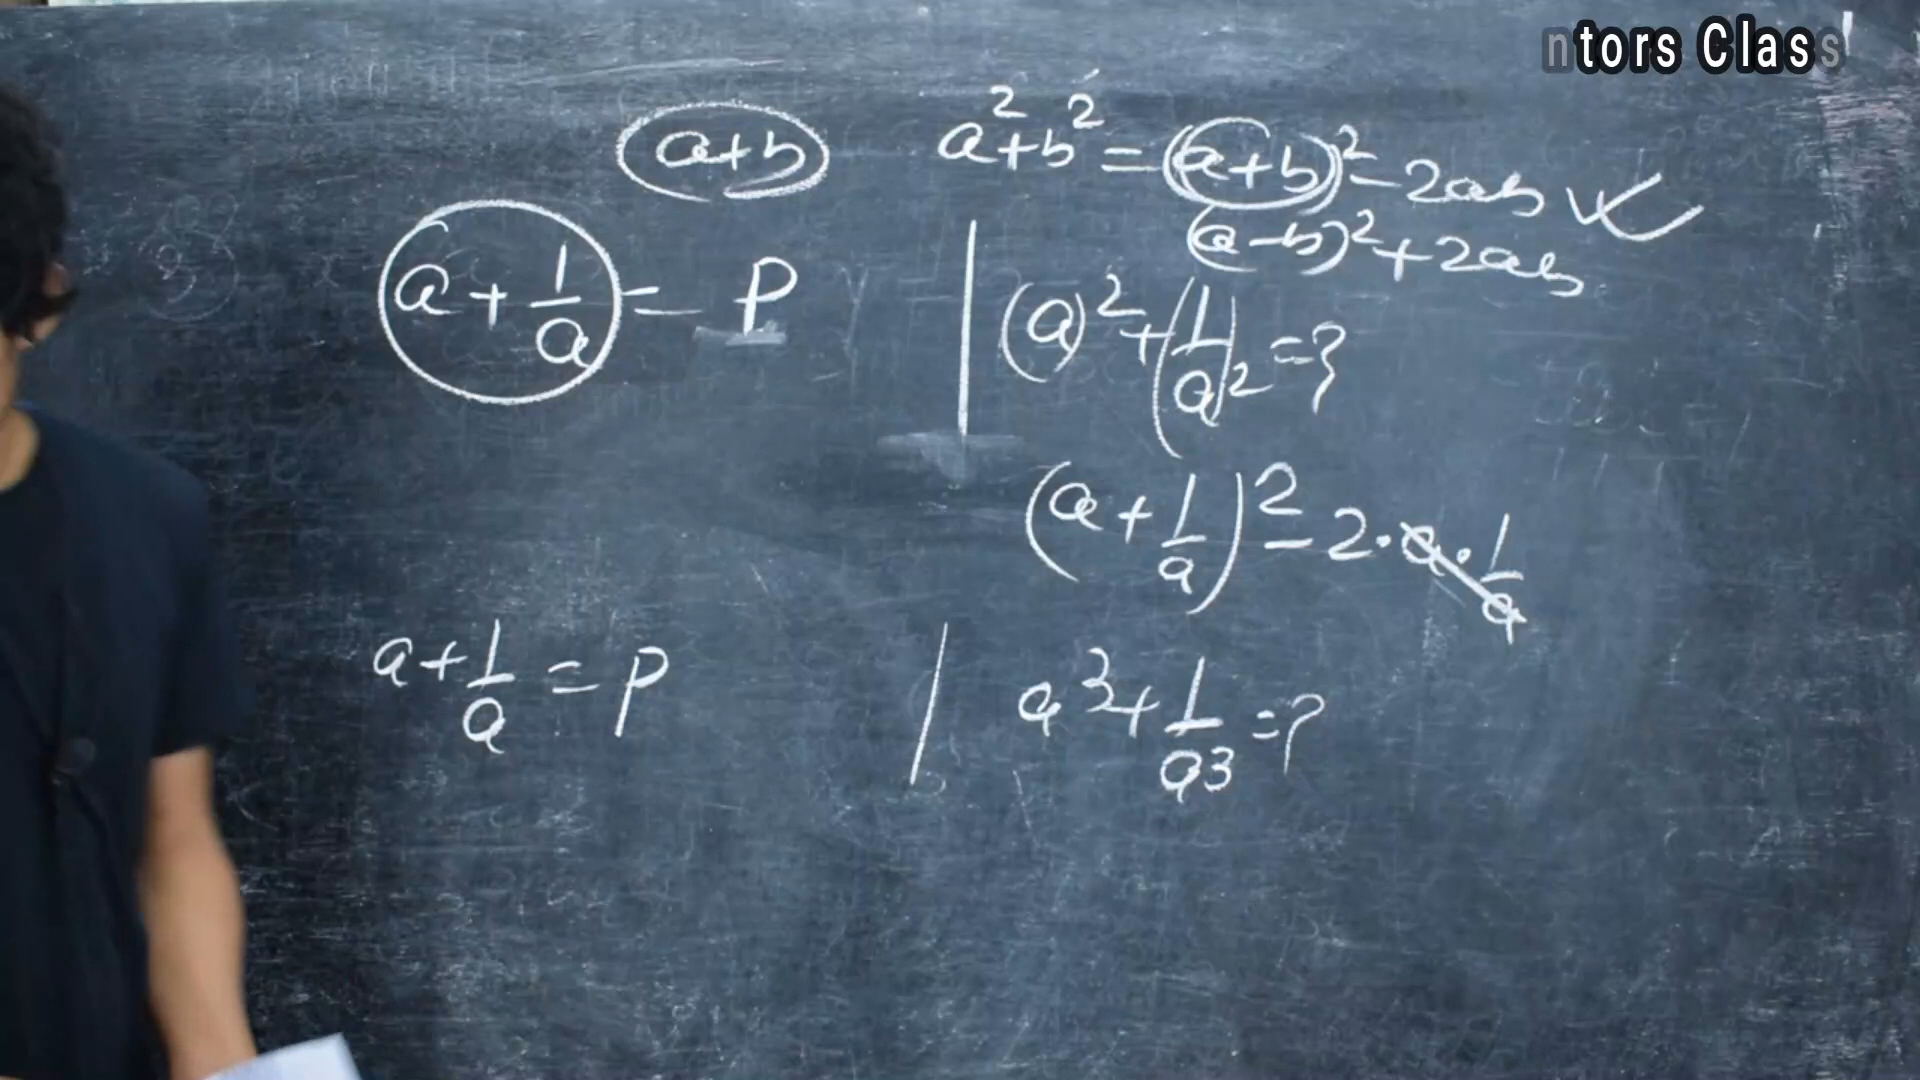 ntors Class
a+b
a²+b² = (a+b)² - 2ab
(a-b)² + 2ab
a + 1/a = P
(a)² + (1/a)² = ?
(a + 1/a)² - 2·a·1/a
a + 1/a = P
a³ + 1/a³ = ?